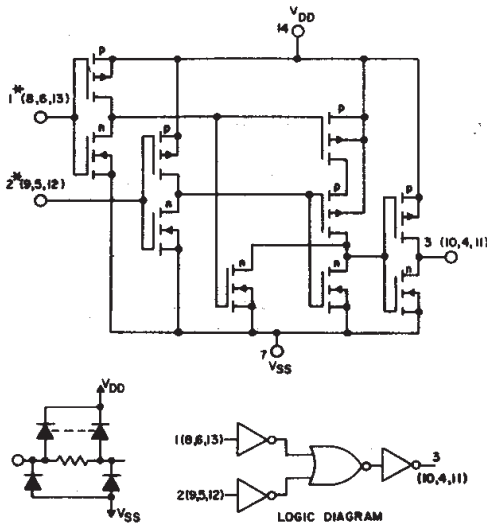 VDD
14
p
1*(8,6,13)
n
2*(9,5,12)
p
n
p
p
n
n
p
n
3 (10,4,11)
7
VSS
VDD
VSS
1(8,6,13)
2(9,5,12)
3
(10,4,11)
LOGIC DIAGRAM